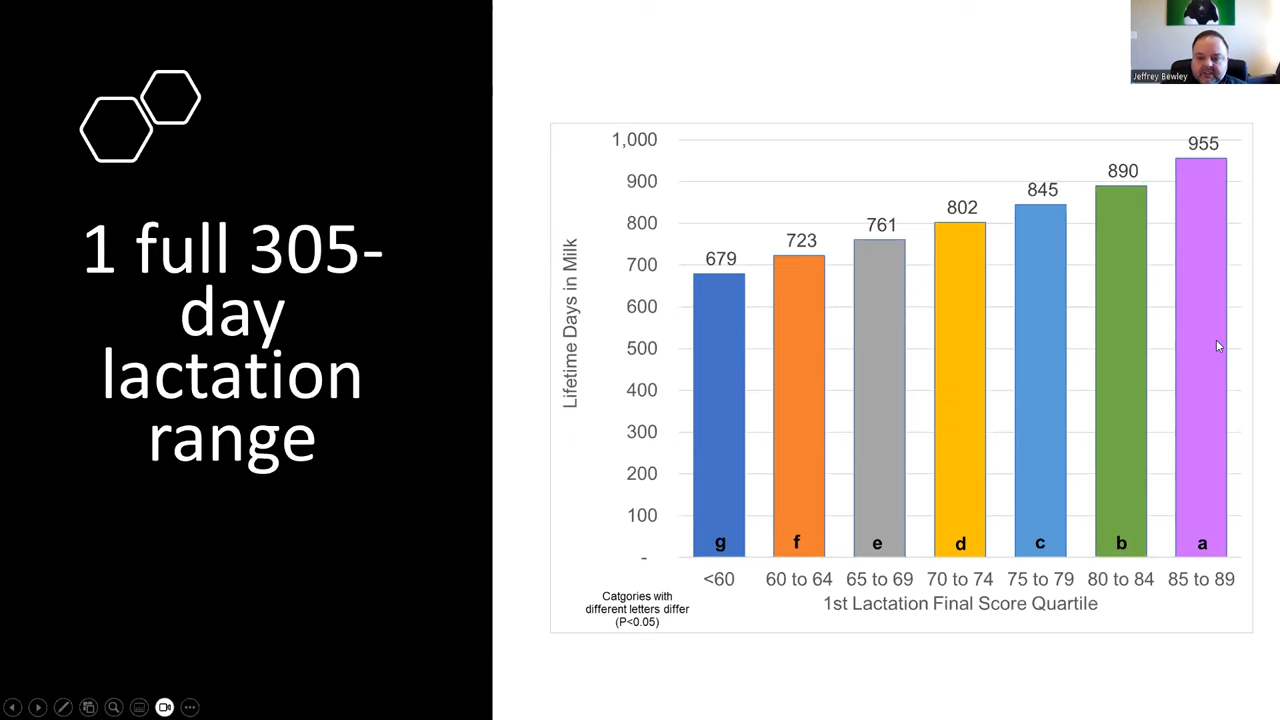 1 full 305-
day
lactation
range
Jeffrey Bewley
1,000
900
800
700
600
500
400
300
200
100
-
Lifetime Days in Milk
679
723
761
802
845
890
955
g
f
e
d
c
b
a
<60
60 to 64
65 to 69
70 to 74
75 to 79
80 to 84
85 to 89
1st Lactation Final Score Quartile
Catgories with
different letters differ
(P<0.05)